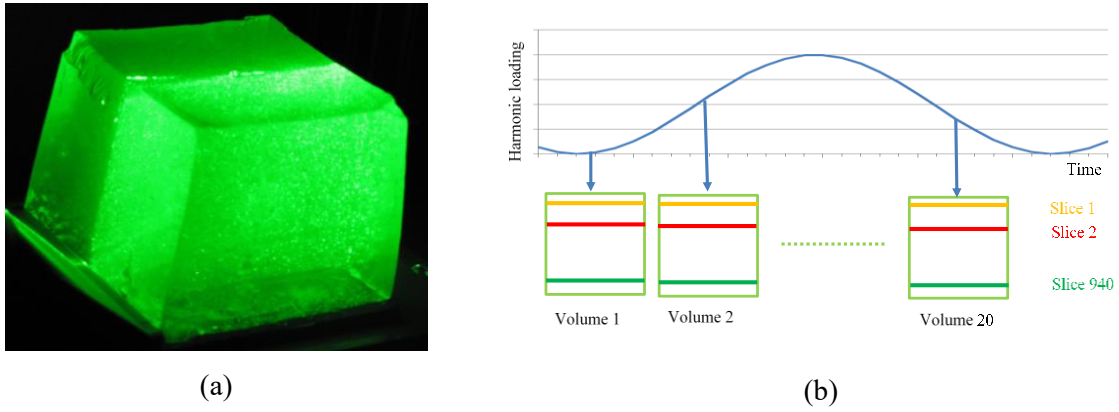 Harmonic loading
Time
Slice 1
Slice 2
Slice 940
Volume 1
Volume 2
Volume 20
(a)
(b)